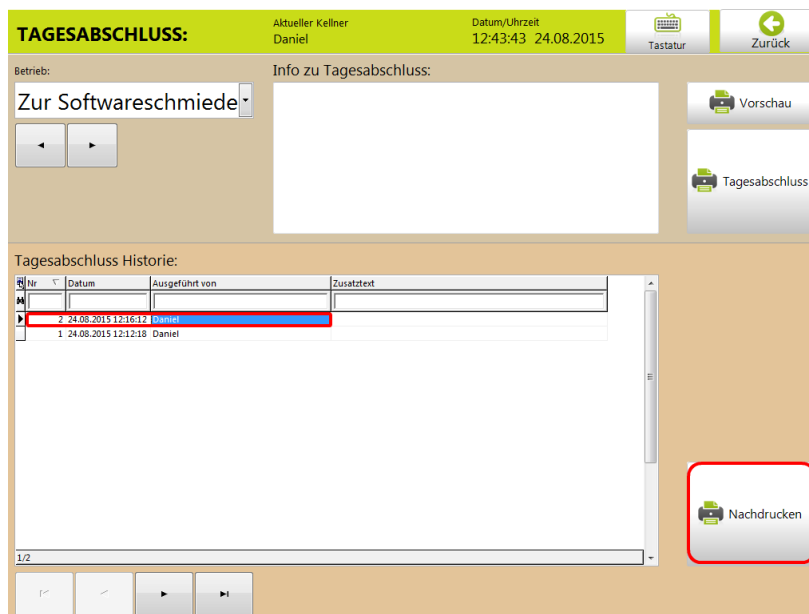 TAGESABSCHLUSS:
Aktueller Kellner
Daniel
Datum/Uhrzeit
12:43:43 24.08.2015
Tastatur
Zurück
Betrieb:
Zur Softwareschmiede
Info zu Tagesabschluss:
Vorschau
Tagesabschluss
Tagesabschluss Historie:
Nr Datum Ausgeführt von Zusatztext
2 24.08.2015 12:16:12 Daniel
1 24.08.2015 12:12:18 Daniel
Nachdrucken
1/2